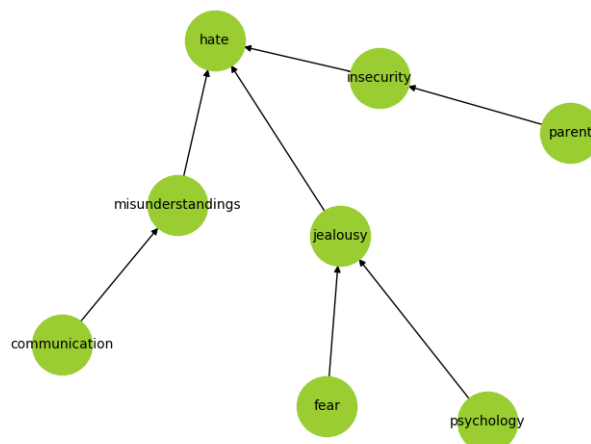 hate
insecurity
parent
misunderstandings
jealousy
communication
fear
psychology